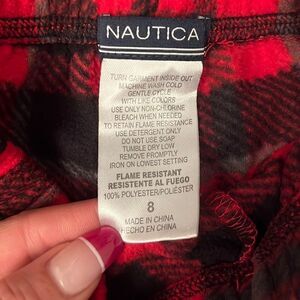 NAUTICA
TURN GARMENT INSIDE OUT
MACHINE WASH COLD
GENTLE CYCLE
WITH LIKE COLORS
USE ONLY NON-CHLORINE
BLEACH WHEN NEEDED
TO RETAIN FLAME RESISTANCE
USE DETERGENT ONLY
DO NOT USE SOAP
TUMBLE DRY LOW
REMOVE PROMPTLY
IRON ON LOWEST SETTING
FLAME RESISTANT
RESISTENTE AL FUEGO
100% POLYESTER/POLIÉSTER
8
MADE IN CHINA
HECHO EN CHINA